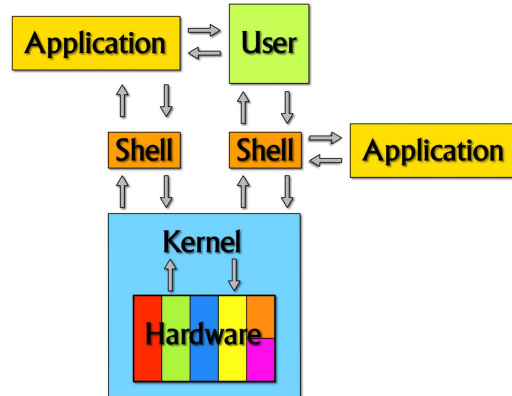 Application
User
Shell
Shell
Application
Kernel
Hardware